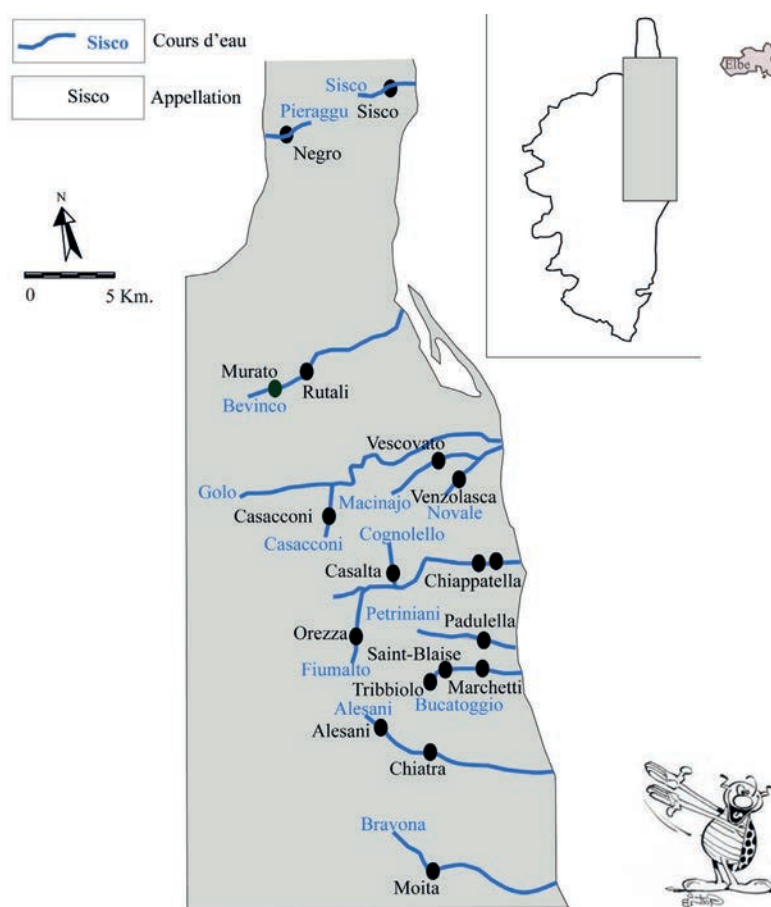 Sisco
Cours d'eau
Sisco
Appellation
Elbe
Sisco
Sisco
Pieraggu
Negro
N
0 5 Km.
Murato
Rutali
Bevinco
Vescovato
Golo
Macinajo
Venzolasca
Novale
Casacconi
Casacconi
Cognolello
Casalta
Chiappatella
Petriniani
Padulella
Orezza
Saint-Blaise
Fiumalto
Tribbiolo
Marchetti
Bucatoggio
Alesani
Alesani
Chiatra
Bravona
Moita